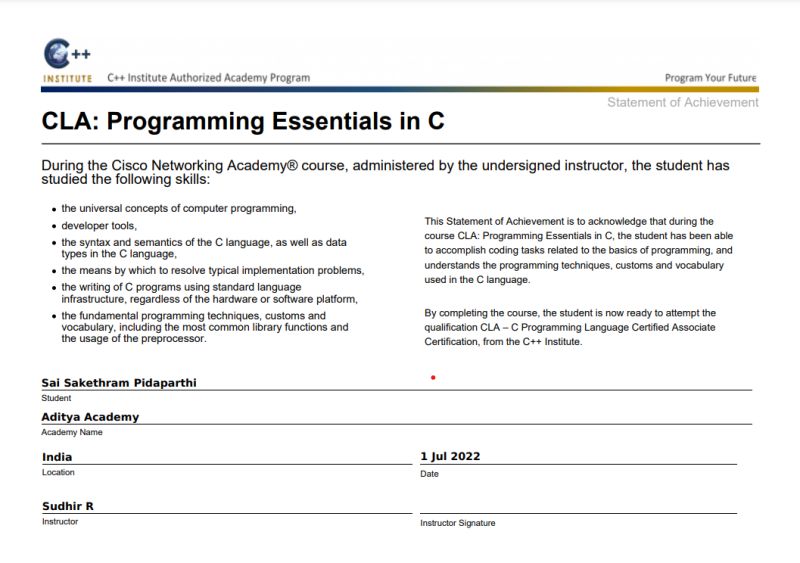 C++
INSTITUTE
C++ Institute Authorized Academy Program
Program Your Future
Statement of Achievement
CLA: Programming Essentials in C
During the Cisco Networking Academy® course, administered by the undersigned instructor, the student has
studied the following skills:
• the universal concepts of computer programming,
• developer tools,
• the syntax and semantics of the C language, as well as data
types in the C language,
• the means by which to resolve typical implementation problems,
• the writing of C programs using standard language
infrastructure, regardless of the hardware or software platform,
• the fundamental programming techniques, customs and
vocabulary, including the most common library functions and
the usage of the preprocessor.
This Statement of Achievement is to acknowledge that during the
course CLA: Programming Essentials in C, the student has been able
to accomplish coding tasks related to the basics of programming, and
understands the programming techniques, customs and vocabulary
used in the C language.
By completing the course, the student is now ready to attempt the
qualification CLA – C Programming Language Certified Associate
Certification, from the C++ Institute.
Sai Sakethram Pidaparthi
Student
Aditya Academy
Academy Name
India
Location
1 Jul 2022
Date
Sudhir R
Instructor
Instructor Signature